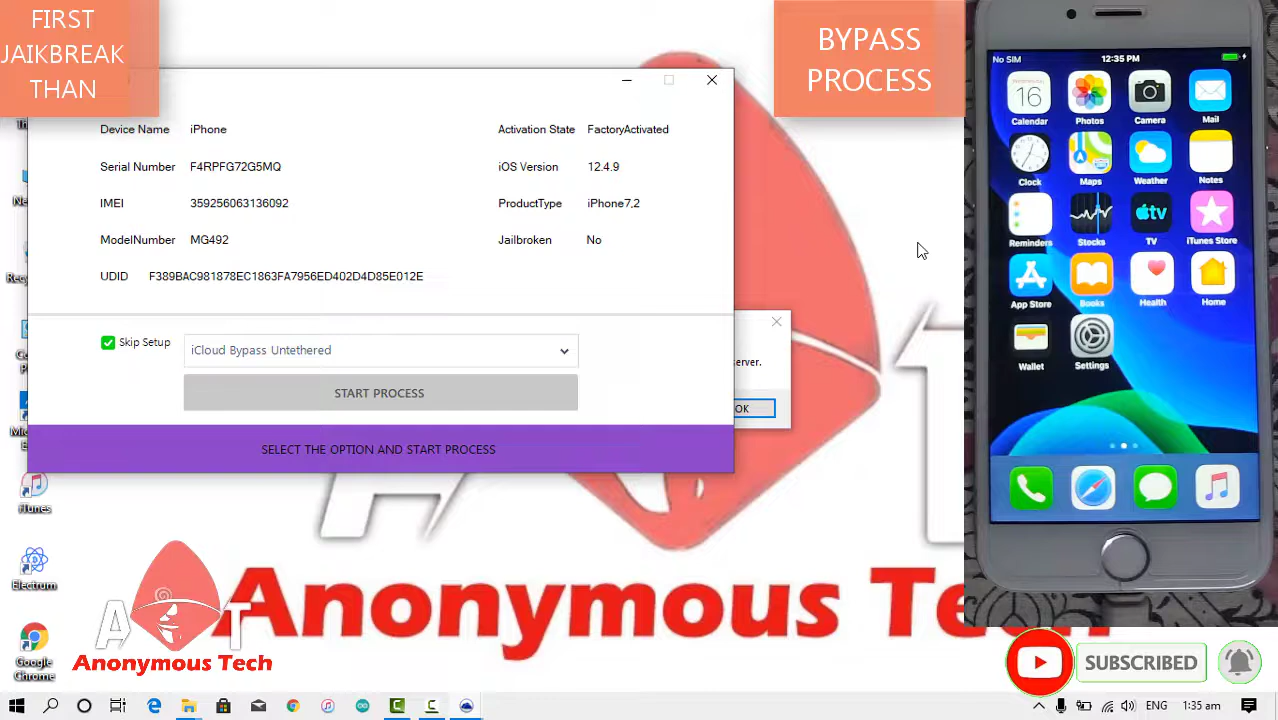 FIRST
JAIKBREAK
THAN
BYPASS
PROCESS
Device Name iPhone
Serial Number F4RPFG72G5MQ
IMEI 359256063136092
ModelNumber MG492
UDID F389BAC981878EC1863FA7956ED402D4D85E012E
Activation State FactoryActivated
iOS Version 12.4.9
ProductType iPhone7,2
Jailbroken No
Skip Setup
iCloud Bypass Untethered
START PROCESS
SELECT THE OPTION AND START PROCESS
erver.
OK
No SIM 12:35 PM
16
Calendar Photos Camera Mail
Clock Maps Weather Notes
Reminders Stocks TV iTunes Store
tv
App Store Books Health Home
Wallet Settings
iTunes
Electrum
Google
Chrome
A T
Anonymous Tech
Anonymous Te
SUBSCRIBED
ENG 1:35 am